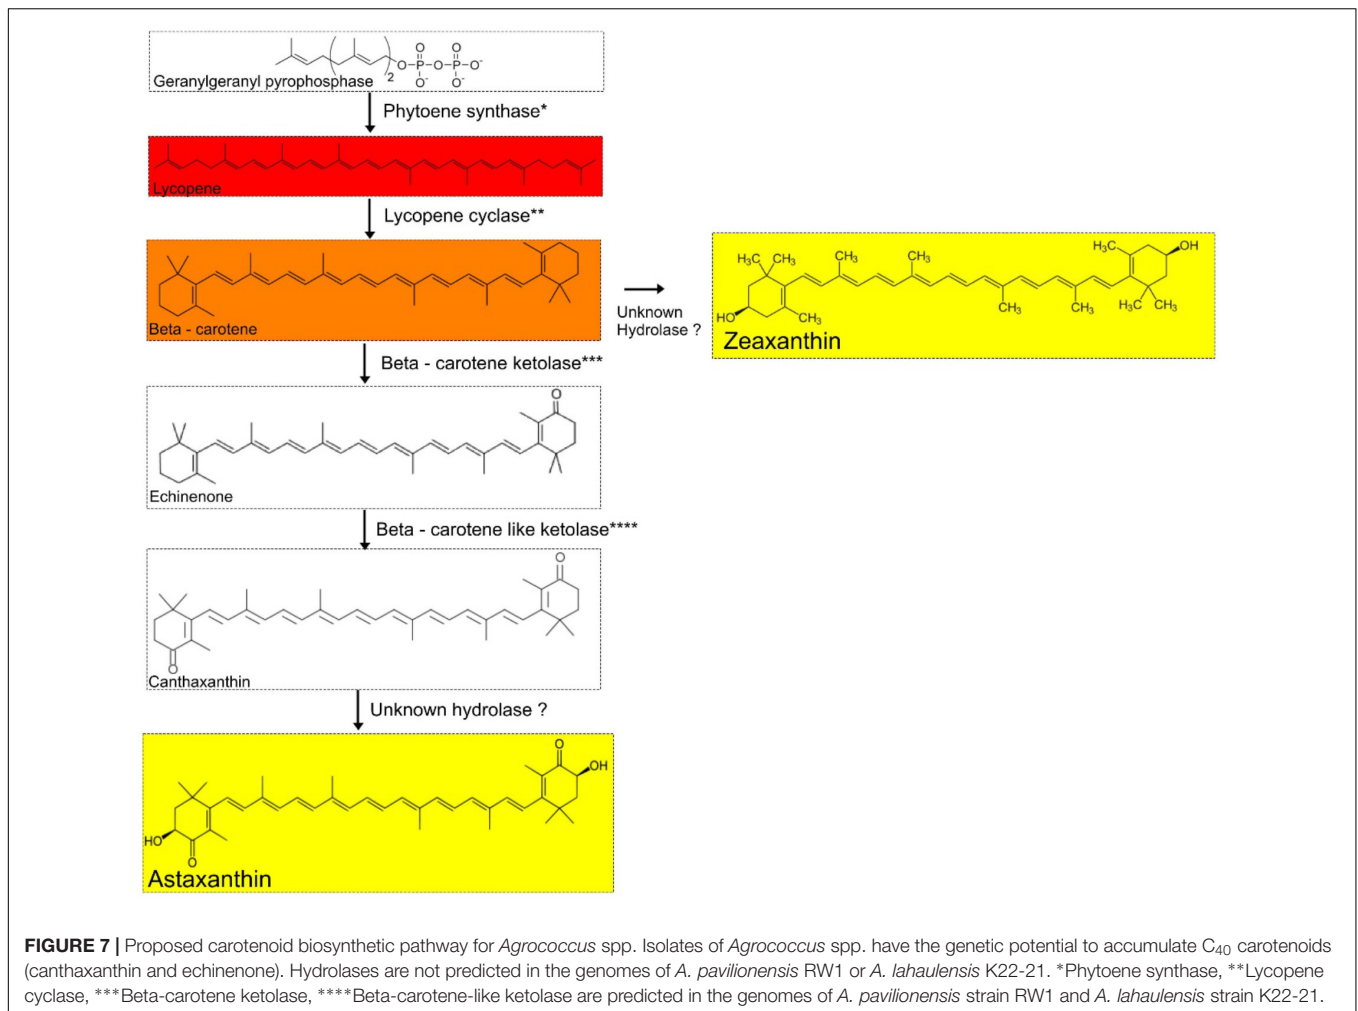 O O
O-P-O-P-O-
2 O- O-
Geranylgeranyl pyrophosphase
Phytoene synthase*
Lycopene
Lycopene cyclase**
Beta - carotene
Unknown
Hydrolase ?
H₃C CH₃ CH₃ CH₃ H₃C OH
HO CH₃ CH₃ CH₃ H₃C CH₃
Zeaxanthin
Beta - carotene ketolase***
O
Echinenone
Beta - carotene like ketolase****
O
O
Canthaxanthin
Unknown hydrolase ?
O
OH
HO
O
Astaxanthin
FIGURE 7 | Proposed carotenoid biosynthetic pathway for Agrococcus spp. Isolates of Agrococcus spp. have the genetic potential to accumulate C₄₀ carotenoids
(canthaxanthin and echinenone). Hydrolases are not predicted in the genomes of A. pavilionensis RW1 or A. lahaulensis K22-21. *Phytoene synthase, **Lycopene
cyclase, ***Beta-carotene ketolase, ****Beta-carotene-like ketolase are predicted in the genomes of A. pavilionensis strain RW1 and A. lahaulensis strain K22-21.